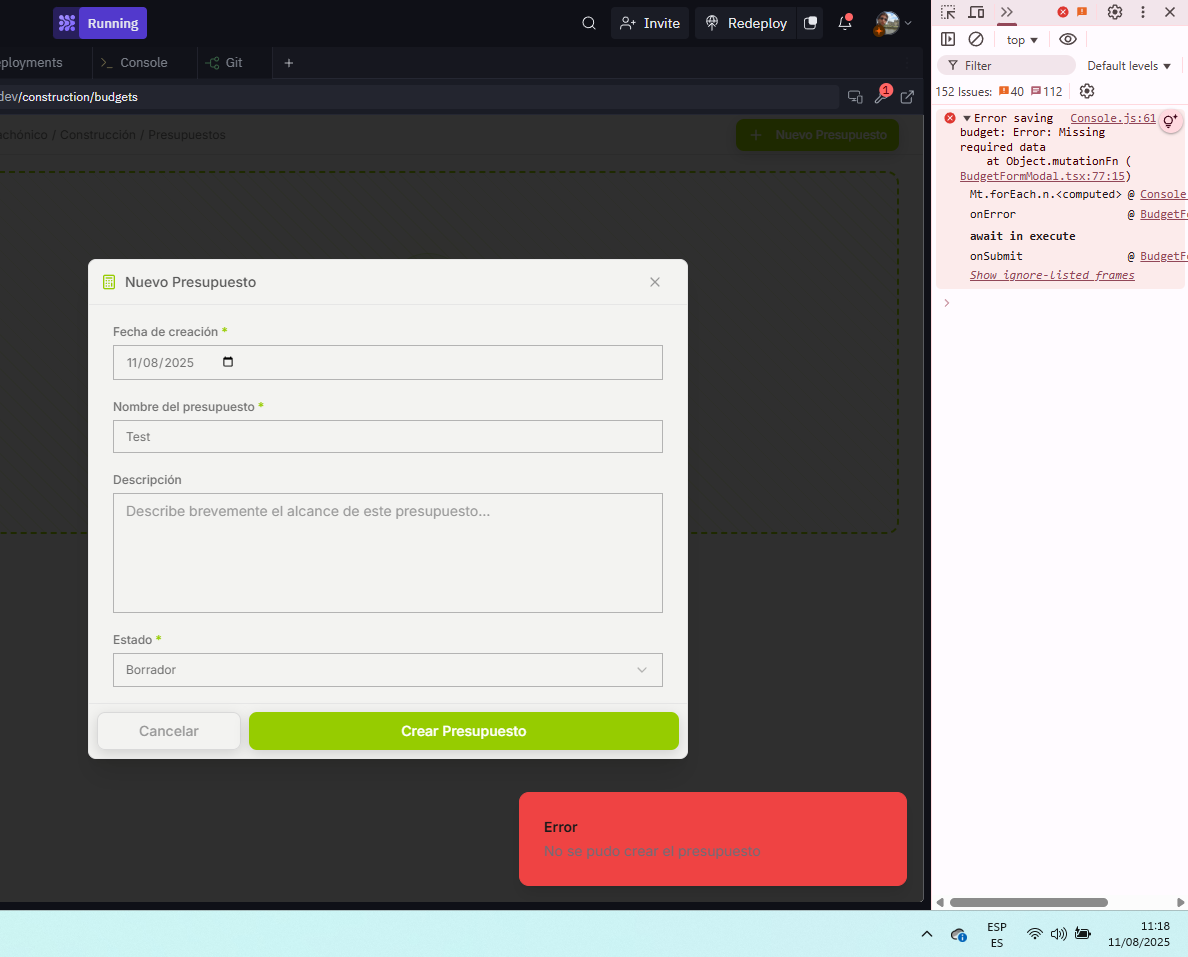 Running
Invite
Redeploy
ployments
Console
Git
dev/construction/budgets
1
Construcción / Presupuestos
Nuevo Presupuesto
Nuevo Presupuesto
Fecha de creación *
11/08/2025
Nombre del presupuesto *
Test
Descripción
Describe brevemente el alcance de este presupuesto...
Estado *
Borrador
Cancelar
Crear Presupuesto
Error
No se pudo crear el presupuesto
top
Filter
Default levels
152 Issues: 40 112
Error saving Console.js:61
budget: Error: Missing
required data
at Object.mutationFn (
BudgetFormModal.tsx:77:15)
Mt.forEach.n.<computed> @ Console
onError @ BudgetF
await in execute
onSubmit @ BudgetF
Show ignore-listed frames
ESP
ES
11:18
11/08/2025